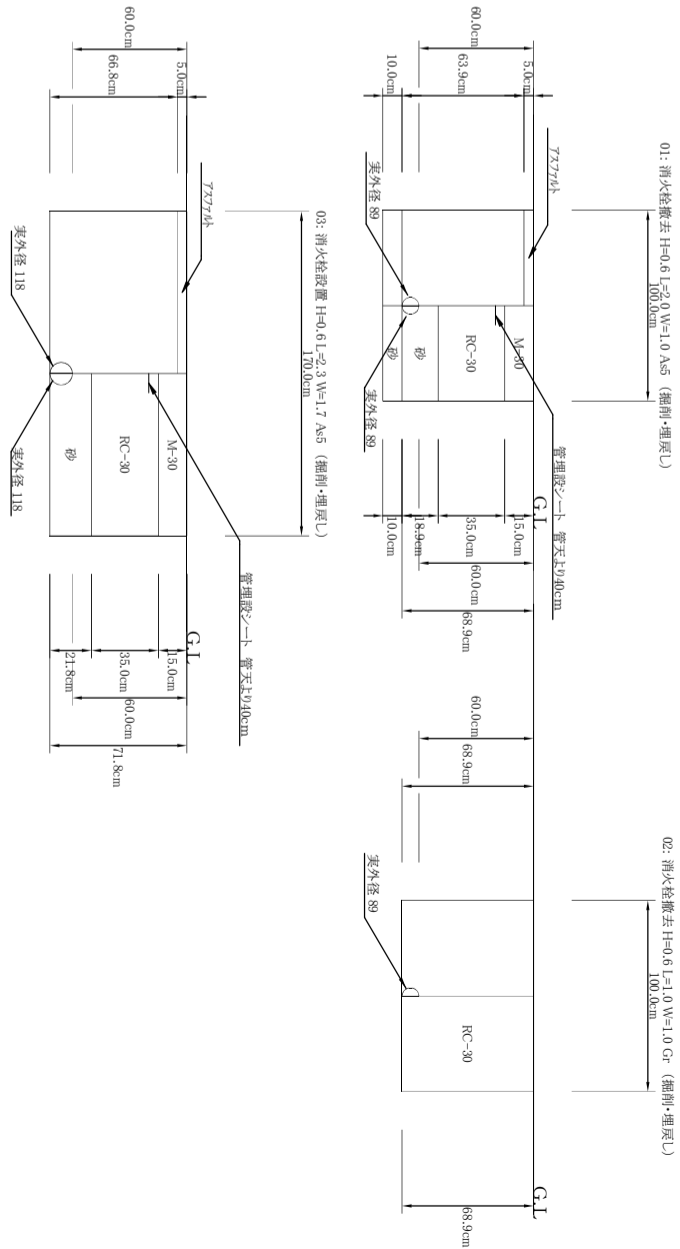 01: 消火栓撤去 H=0.6 L=2.0 W=1.0 As5 (掘削・埋戻し)
100.0cm
アスファルト
管埋設シート 管天より40cm
G.L
60.0cm
5.0cm
63.9cm
10.0cm
実外径 89
実外径 89
M-30
RC-30
砂
砂
15.0cm
35.0cm
18.9cm
10.0cm
60.0cm
68.9cm
02: 消火栓撤去 H=0.6 L=1.0 W=1.0 Gr (掘削・埋戻し)
100.0cm
G.L
60.0cm
68.9cm
実外径 89
RC-30
68.9cm
03: 消火栓設置 H=0.6 L=2.3 W=1.7 As5 (掘削・埋戻し)
170.0cm
アスファルト
管埋設シート 管天より40cm
G.L
60.0cm
5.0cm
66.8cm
実外径 118
実外径 118
M-30
RC-30
砂
15.0cm
35.0cm
21.8cm
60.0cm
71.8cm